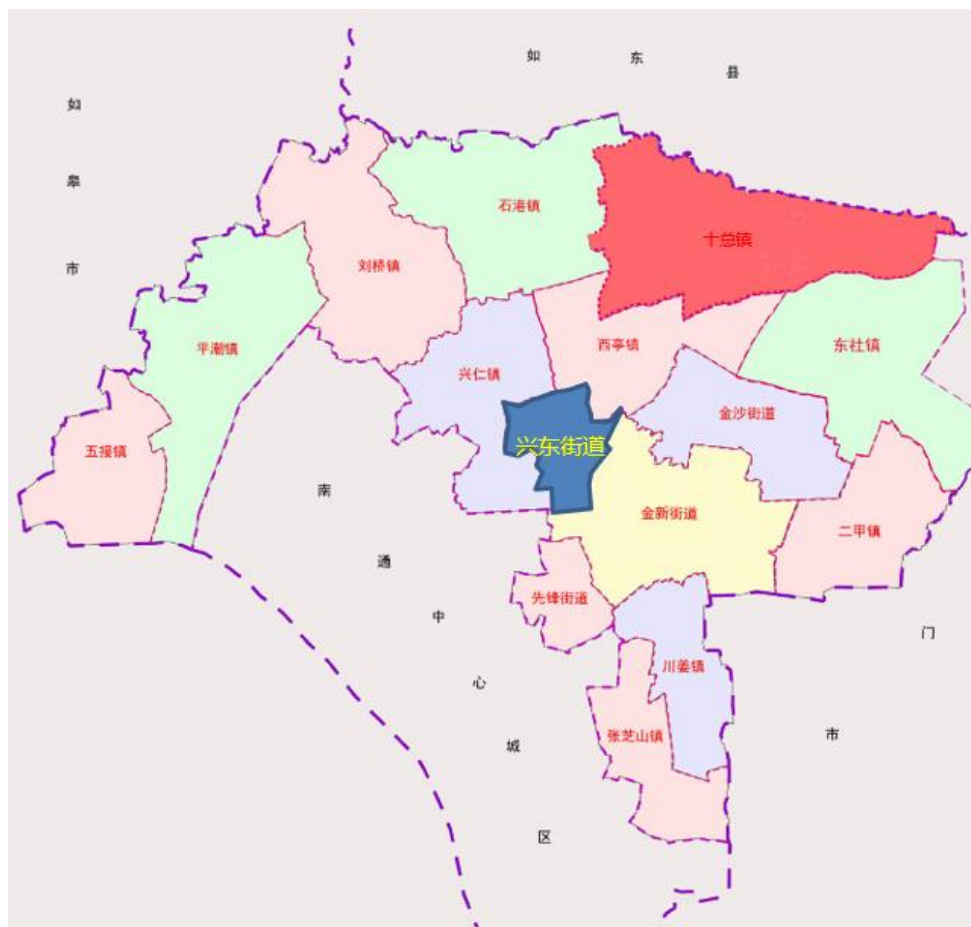 如东县
如皋市
石港镇
十总镇
刘桥镇
平潮镇
西亭镇
东社镇
兴仁镇
金沙街道
兴东街道
五接镇
金新街道
二甲镇
南通中心城区
先锋街道
川姜镇
张芝山镇
门市